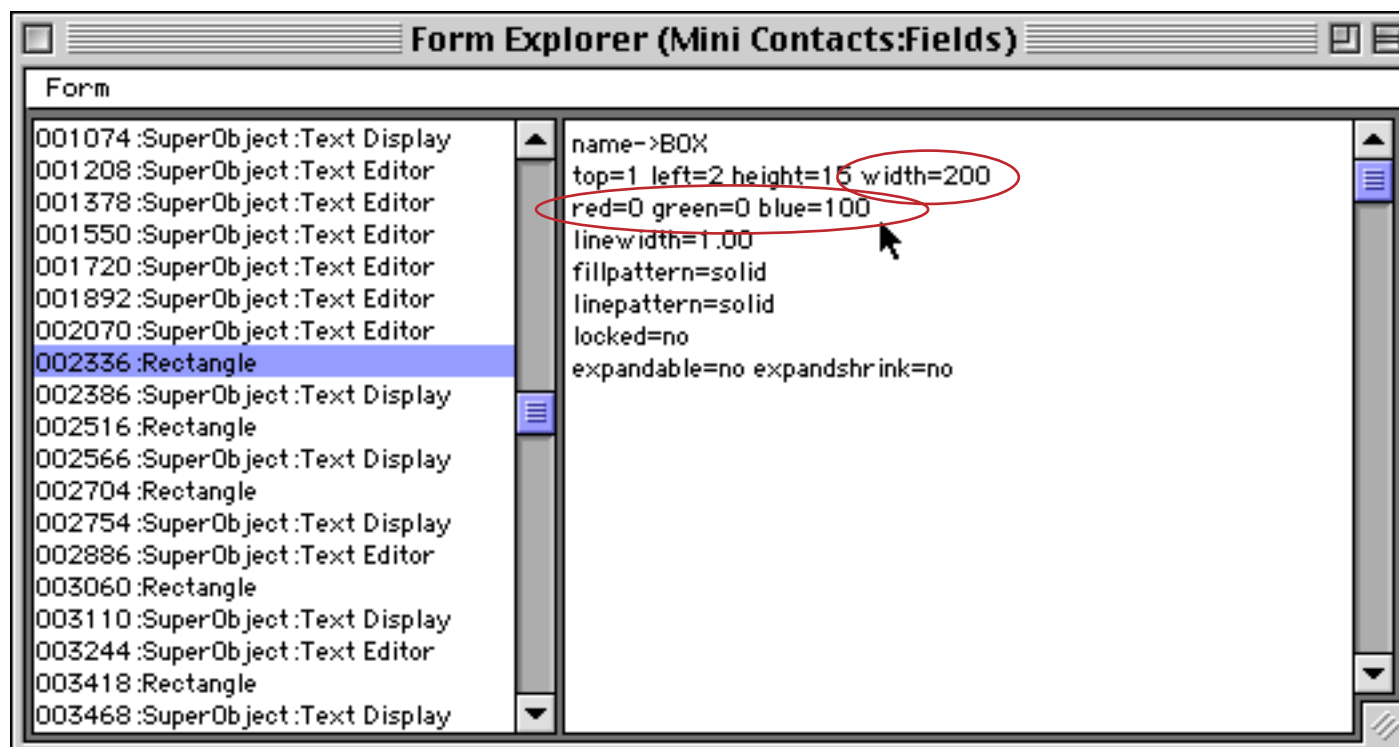 Form Explorer (Mini Contacts:Fields)
Form
001074 :SuperObject :Text Display
001208 :SuperObject :Text Editor
001378 :SuperObject :Text Editor
001550 :SuperObject :Text Editor
001720 :SuperObject :Text Editor
001892 :SuperObject :Text Editor
002070 :SuperObject :Text Editor
002336 :Rectangle
002386 :SuperObject :Text Display
002516 :Rectangle
002566 :SuperObject :Text Display
002704 :Rectangle
002754 :SuperObject :Text Display
002886 :SuperObject :Text Editor
003060 :Rectangle
003110 :SuperObject :Text Display
003244 :SuperObject :Text Editor
003418 :Rectangle
003468 :SuperObject :Text Display
name->BOX
top=1 left=2 height=15 width=200
red=0 green=0 blue=100
linewidth=1.00
fillpattern=solid
linepattern=solid
locked=no
expandable=no expandshrink=no